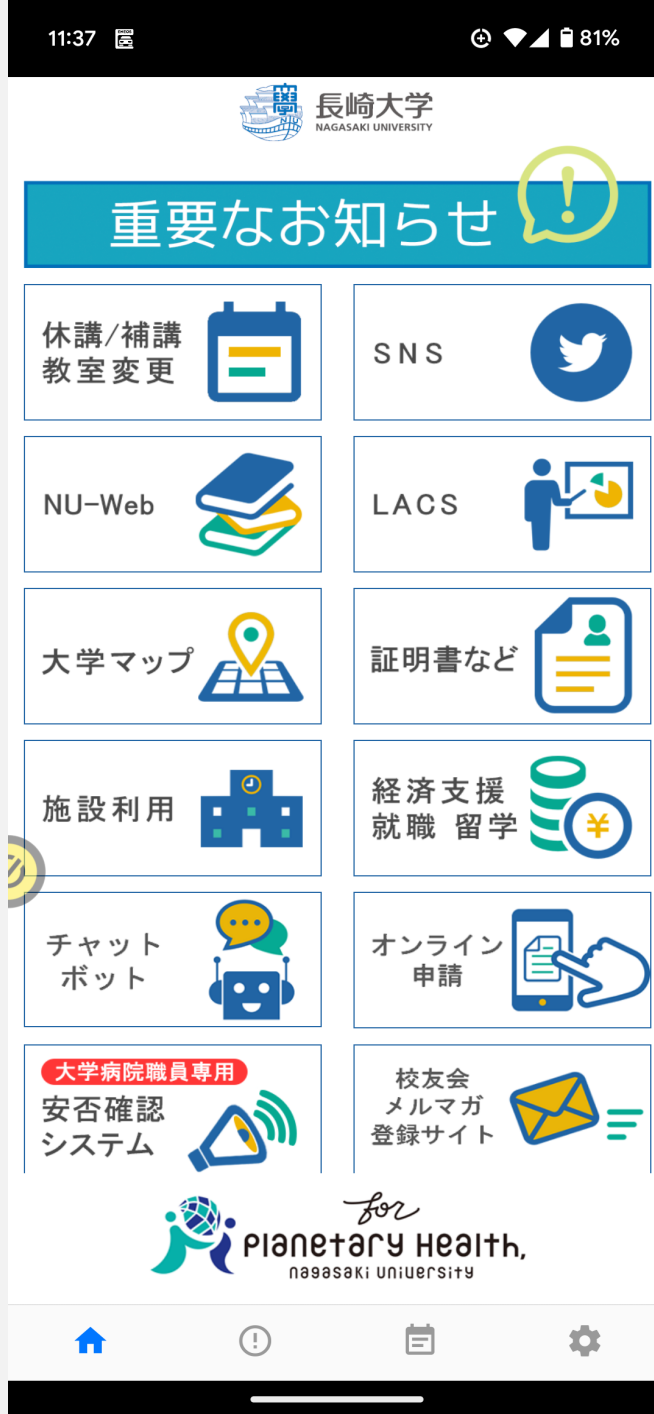 11:37
81%
長崎大学
NAGASAKI UNIVERSITY
重要なお知らせ
休講/補講
教室変更
SNS
NU-Web
LACS
大学マップ
証明書など
施設利用
経済支援
就職 留学
チャット
ボット
オンライン
申請
大学病院職員専用
安否確認
システム
校友会
メルマガ
登録サイト
for
Planetary Health,
nagasaki university